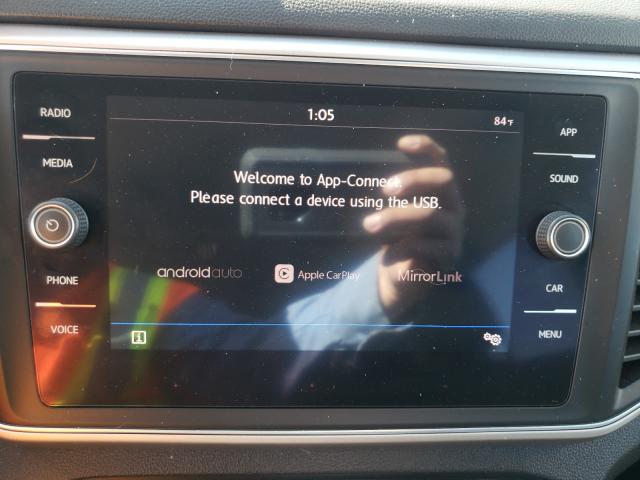 RADIO
MEDIA
PHONE
VOICE
1:05
84°F
Welcome to App-Connect.
Please connect a device using the USB.
androidauto
Apple CarPlay
MirrorLink
i
APP
SOUND
CAR
MENU